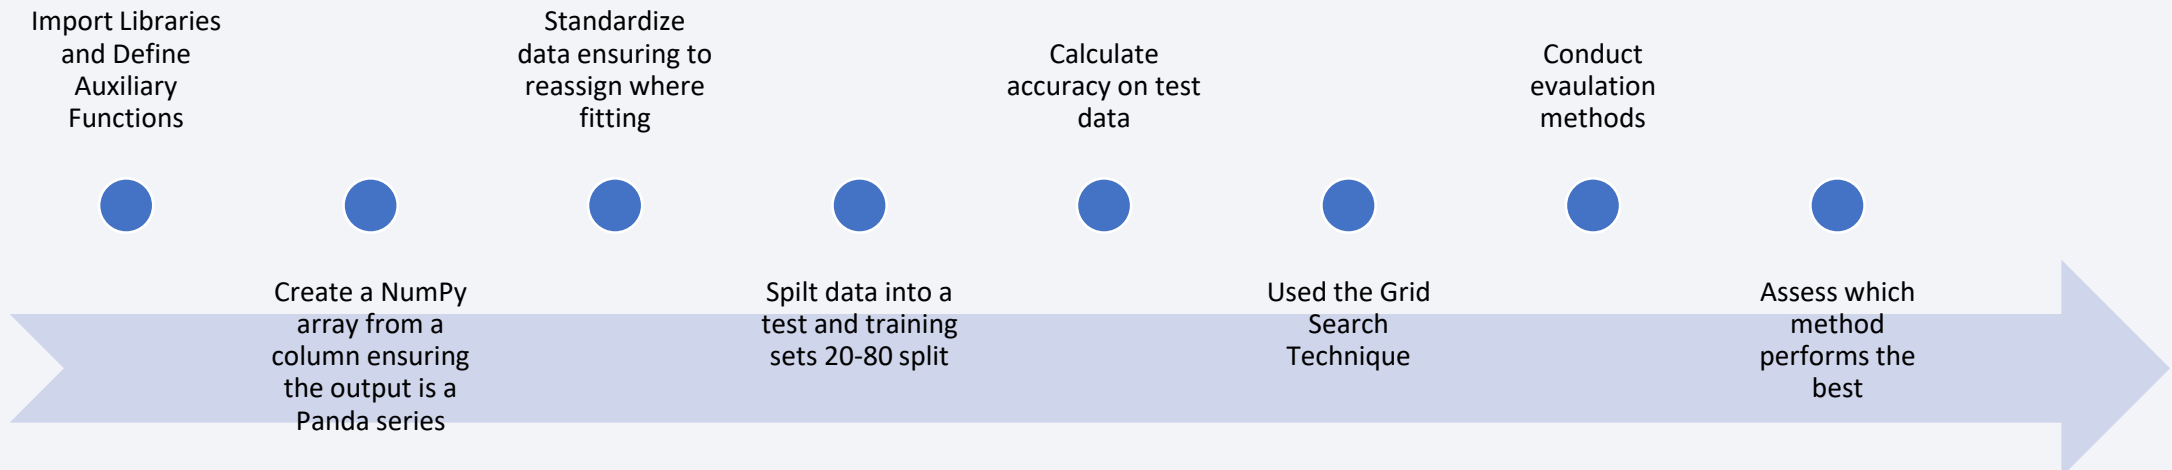 Import Libraries
and Define
Auxiliary
Functions
Create a NumPy
array from a
column ensuring
the output is a
Panda series
Standardize
data ensuring to
reassign where
fitting
Spilt data into a
test and training
sets 20-80 split
Calculate
accuracy on test
data
Used the Grid
Search
Technique
Conduct
evaulation
methods
Assess which
method
performs the
best